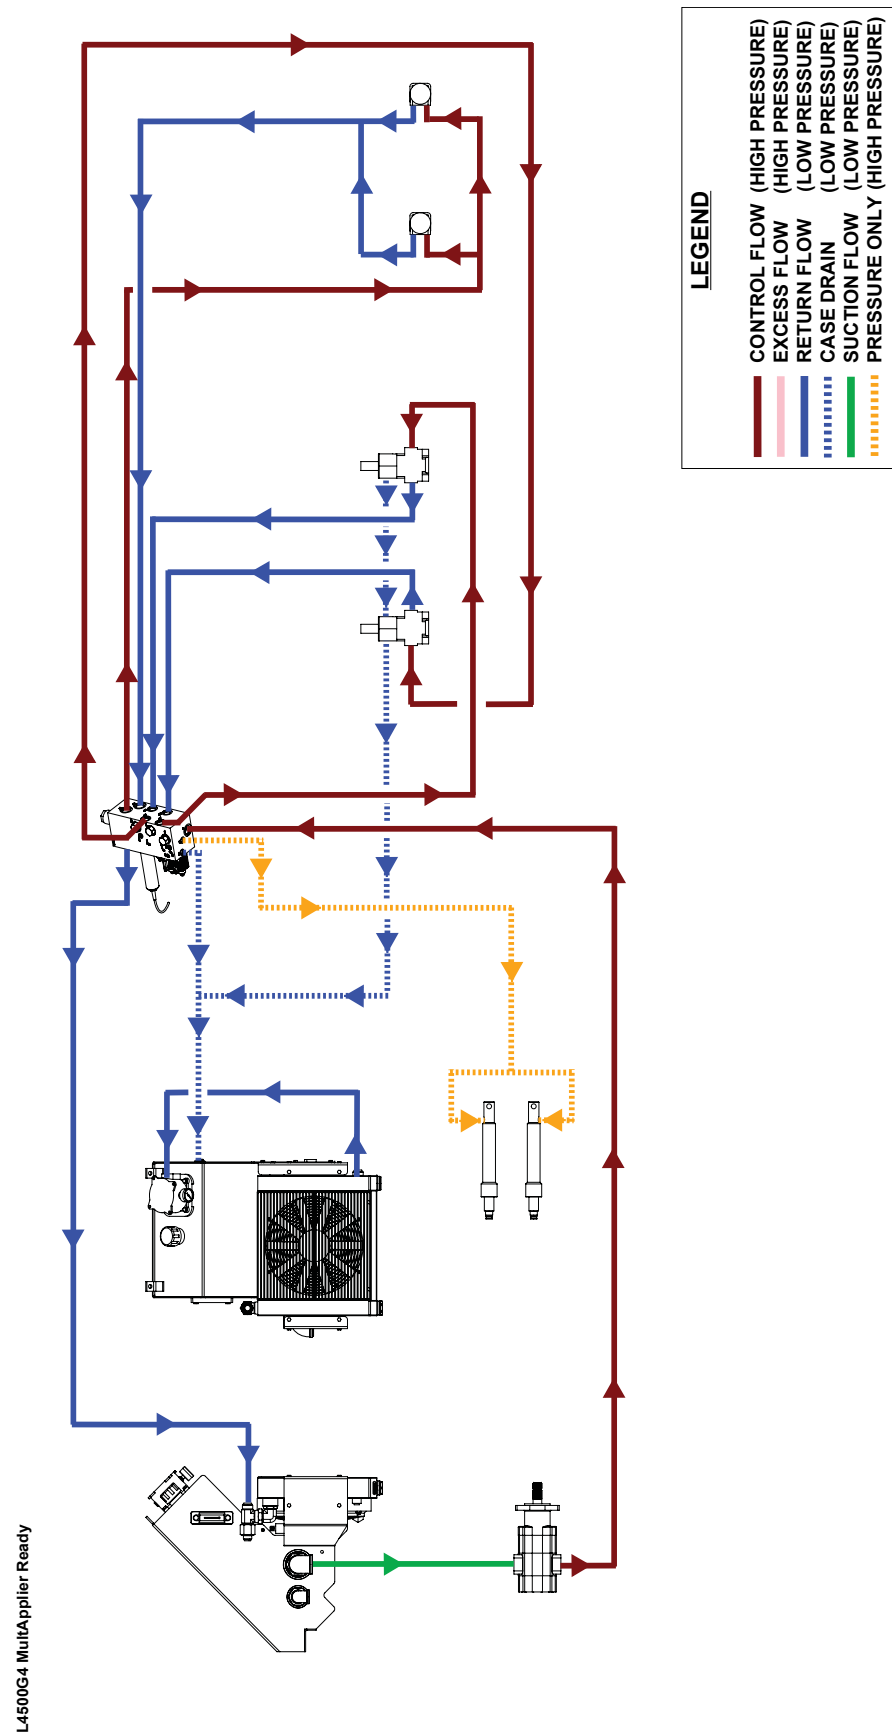 L4500G4 MultApplier Ready
LEGEND
CONTROL FLOW (HIGH PRESSURE)
EXCESS FLOW (HIGH PRESSURE)
RETURN FLOW (LOW PRESSURE)
CASE DRAIN (LOW PRESSURE)
SUCTION FLOW (LOW PRESSURE)
PRESSURE ONLY (HIGH PRESSURE)